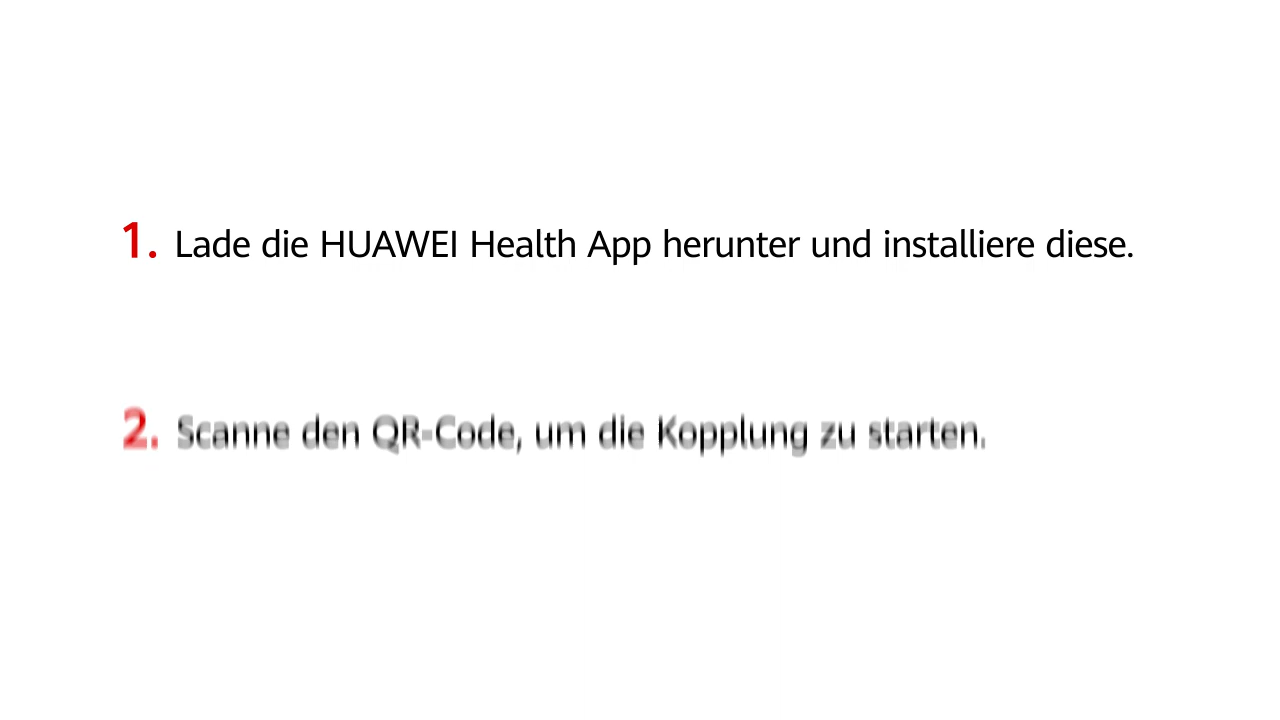 1. Lade die HUAWEI Health App herunter und installiere diese.
2. Scanne den QR-Code, um die Kopplung zu starten.